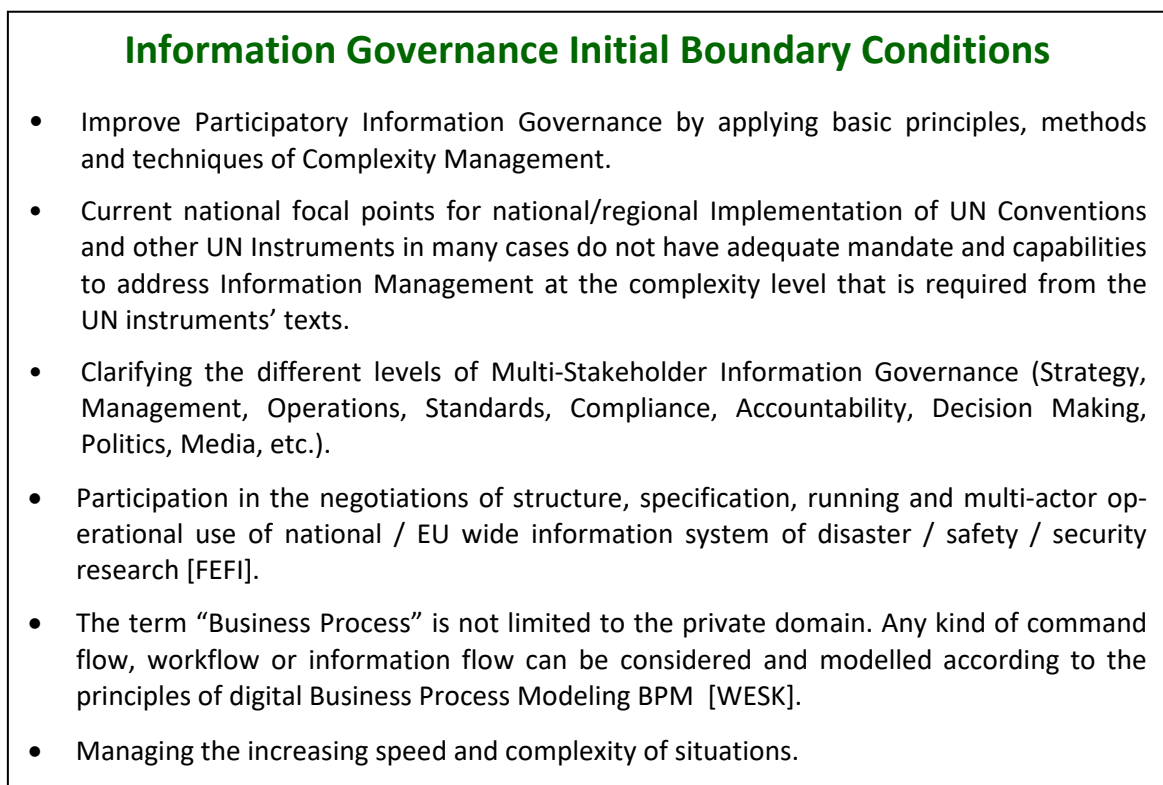 Information Governance Initial Boundary Conditions
• Improve Participatory Information Governance by applying basic principles, methods
and techniques of Complexity Management.
• Current national focal points for national/regional Implementation of UN Conventions
and other UN Instruments in many cases do not have adequate mandate and capabilities
to address Information Management at the complexity level that is required from the
UN instruments’ texts.
• Clarifying the different levels of Multi-Stakeholder Information Governance (Strategy,
Management, Operations, Standards, Compliance, Accountability, Decision Making,
Politics, Media, etc.).
• Participation in the negotiations of structure, specification, running and multi-actor op-
erational use of national / EU wide information system of disaster / safety / security
research [FEFI].
• The term “Business Process” is not limited to the private domain. Any kind of command
flow, workflow or information flow can be considered and modelled according to the
principles of digital Business Process Modeling BPM [WESK].
• Managing the increasing speed and complexity of situations.